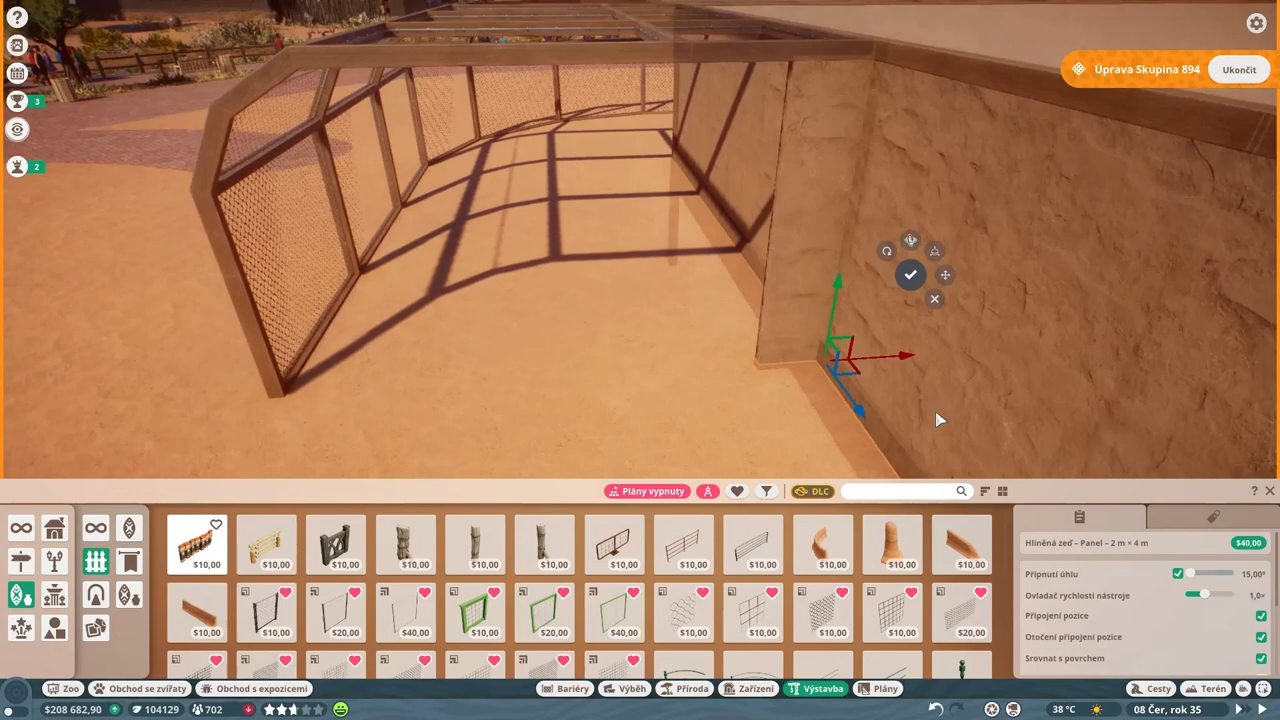 ?
3
2
Úprava Skupina 894
Ukončit
Plány vypnuty
DLC
?
$10,00 $10,00 $10,00 $10,00 $10,00 $10,00 $10,00 $10,00 $10,00 $10,00 $10,00 $10,00
$10,00 $10,00 $20,00 $40,00 $10,00 $20,00 $40,00 $10,00 $10,00 $10,00 $10,00 $20,00
Hliněná zeď – Panel – 2 m × 4 m $40,00
Připnutí úhlu 15,00°
Ovladač rychlosti nástroje 1,0×
Připojení pozice
Otočení připojení pozice
Srovnat s povrchem
Zoo Obchod se zvířaty Obchod s expozicemi Bariéry Výběh Příroda Zařízení Výstavba Plány Cesty Terén
$208 682,90 104129 702 38 °C 08 Čer, rok 35